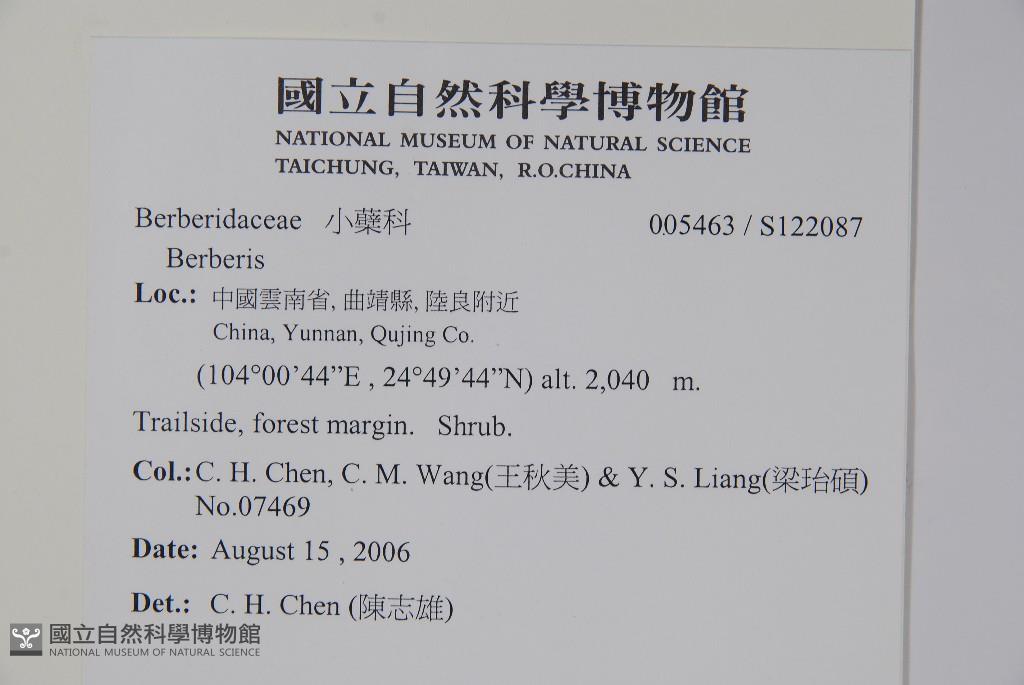 國立自然科學博物館
NATIONAL MUSEUM OF NATURAL SCIENCE
TAICHUNG, TAIWAN, R.O.CHINA
Berberidaceae 小蘗科 005463 / S122087
Berberis
Loc.: 中國雲南省, 曲靖縣, 陸良附近
China, Yunnan, Qujing Co.
(104°00’44”E , 24°49’44”N) alt. 2,040 m.
Trailside, forest margin. Shrub.
Col.: C. H. Chen, C. M. Wang(王秋美) & Y. S. Liang(梁珆碩)
No.07469
Date: August 15 , 2006
Det.: C. H. Chen (陳志雄)
國立自然科學博物館
NATIONAL MUSEUM OF NATURAL SCIENCE